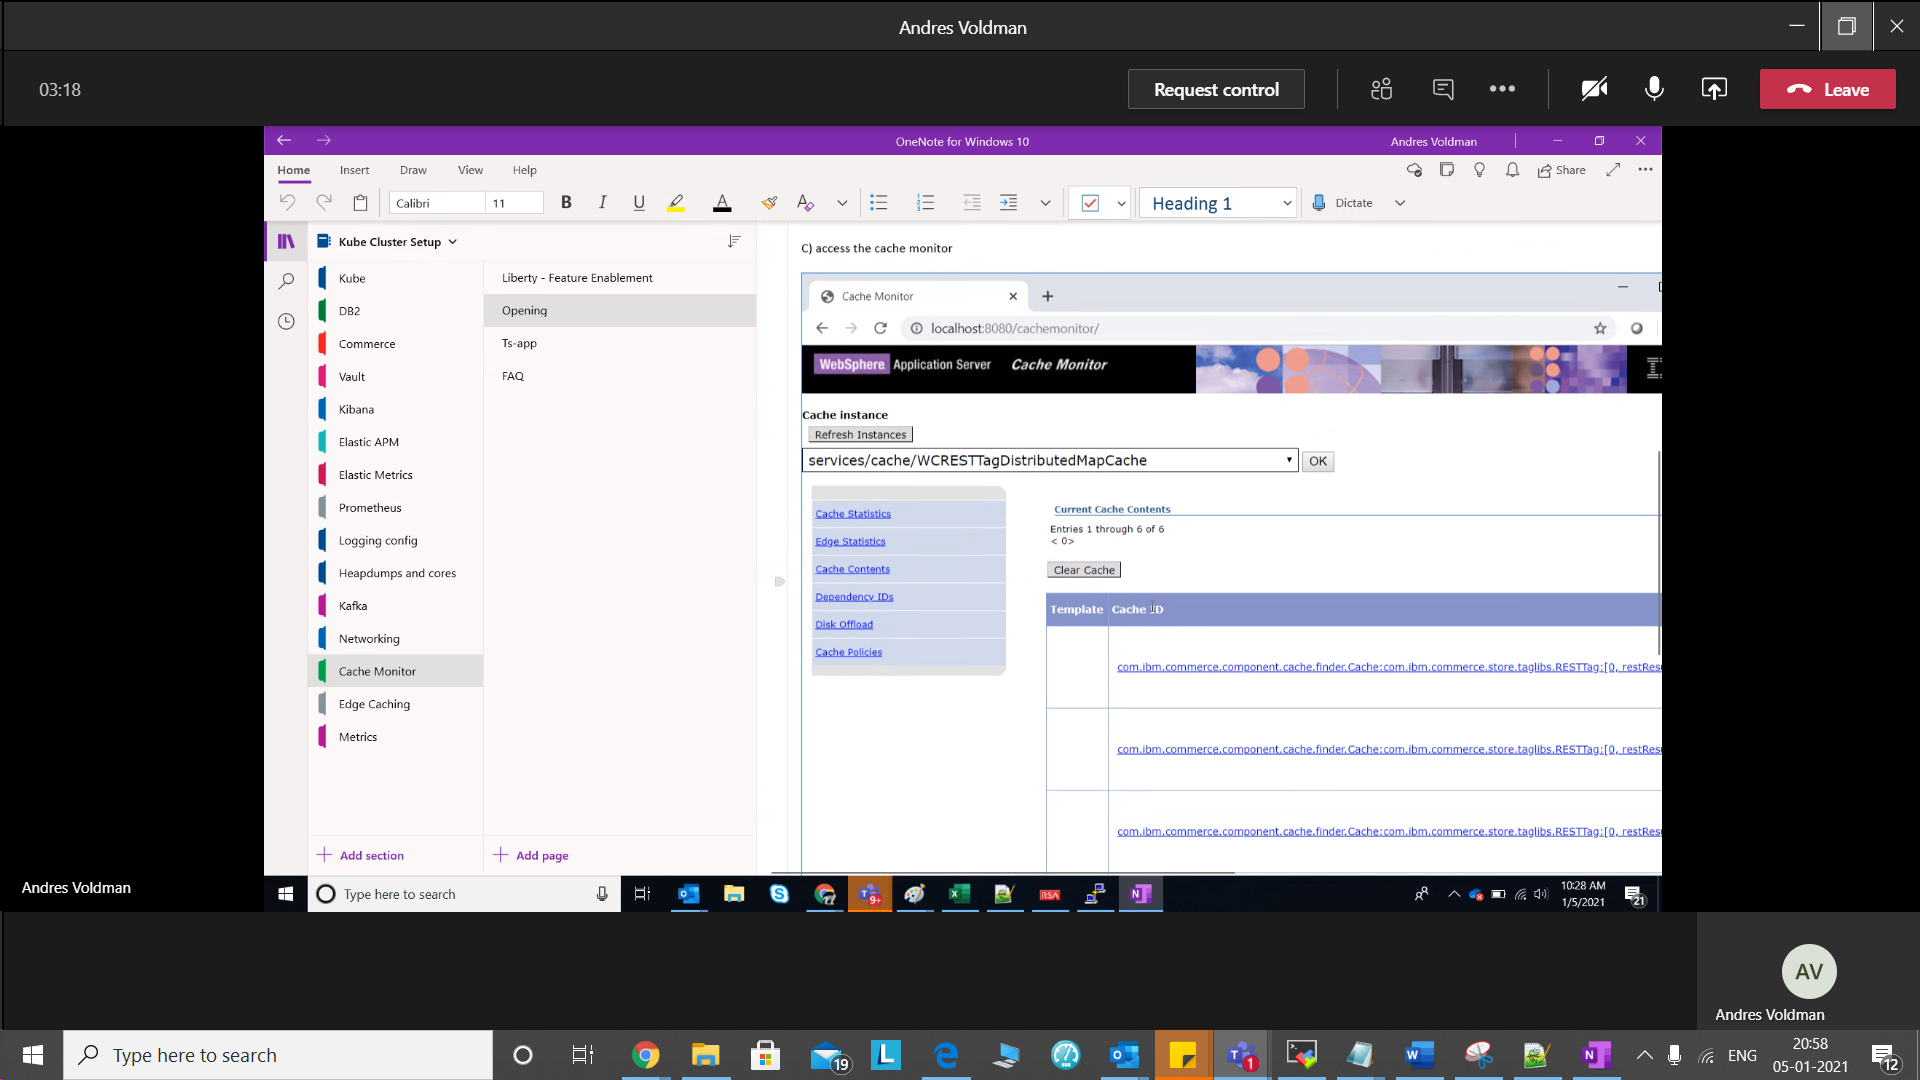 Andres Voldman
03:18
Request control
Leave
OneNote for Windows 10
Andres Voldman
Home
Insert
Draw
View
Help
Share
Calibri
11
B
I
U
A
A
Heading 1
Dictate
Kube Cluster Setup
Kube
DB2
Commerce
Vault
Kibana
Elastic APM
Elastic Metrics
Prometheus
Logging config
Heapdumps and cores
Kafka
Networking
Cache Monitor
Edge Caching
Metrics
Add section
Liberty - Feature Enablement
Opening
Ts-app
FAQ
Add page
C) access the cache monitor
Cache Monitor
localhost:8080/cachemonitor/
WebSphere Application Server Cache Monitor
Cache instance
Refresh Instances
services/cache/WCRESTTagDistributedMapCache
OK
Cache Statistics
Edge Statistics
Cache Contents
Dependency IDs
Disk Offload
Cache Policies
Current Cache Contents
Entries 1 through 6 of 6
< 0>
Clear Cache
Template
Cache ID
com.ibm.commerce.component.cache.finder.Cache:com.ibm.commerce.store.taglibs.RESTTag:[0, restRes
com.ibm.commerce.component.cache.finder.Cache:com.ibm.commerce.store.taglibs.RESTTag:[0, restRes
com.ibm.commerce.component.cache.finder.Cache:com.ibm.commerce.store.taglibs.RESTTag:[0, restRes
Andres Voldman
Type here to search
9+
RSA
10:28 AM
1/5/2021
21
AV
Andres Voldman
Type here to search
19
L
1
ENG
20:58
05-01-2021
12